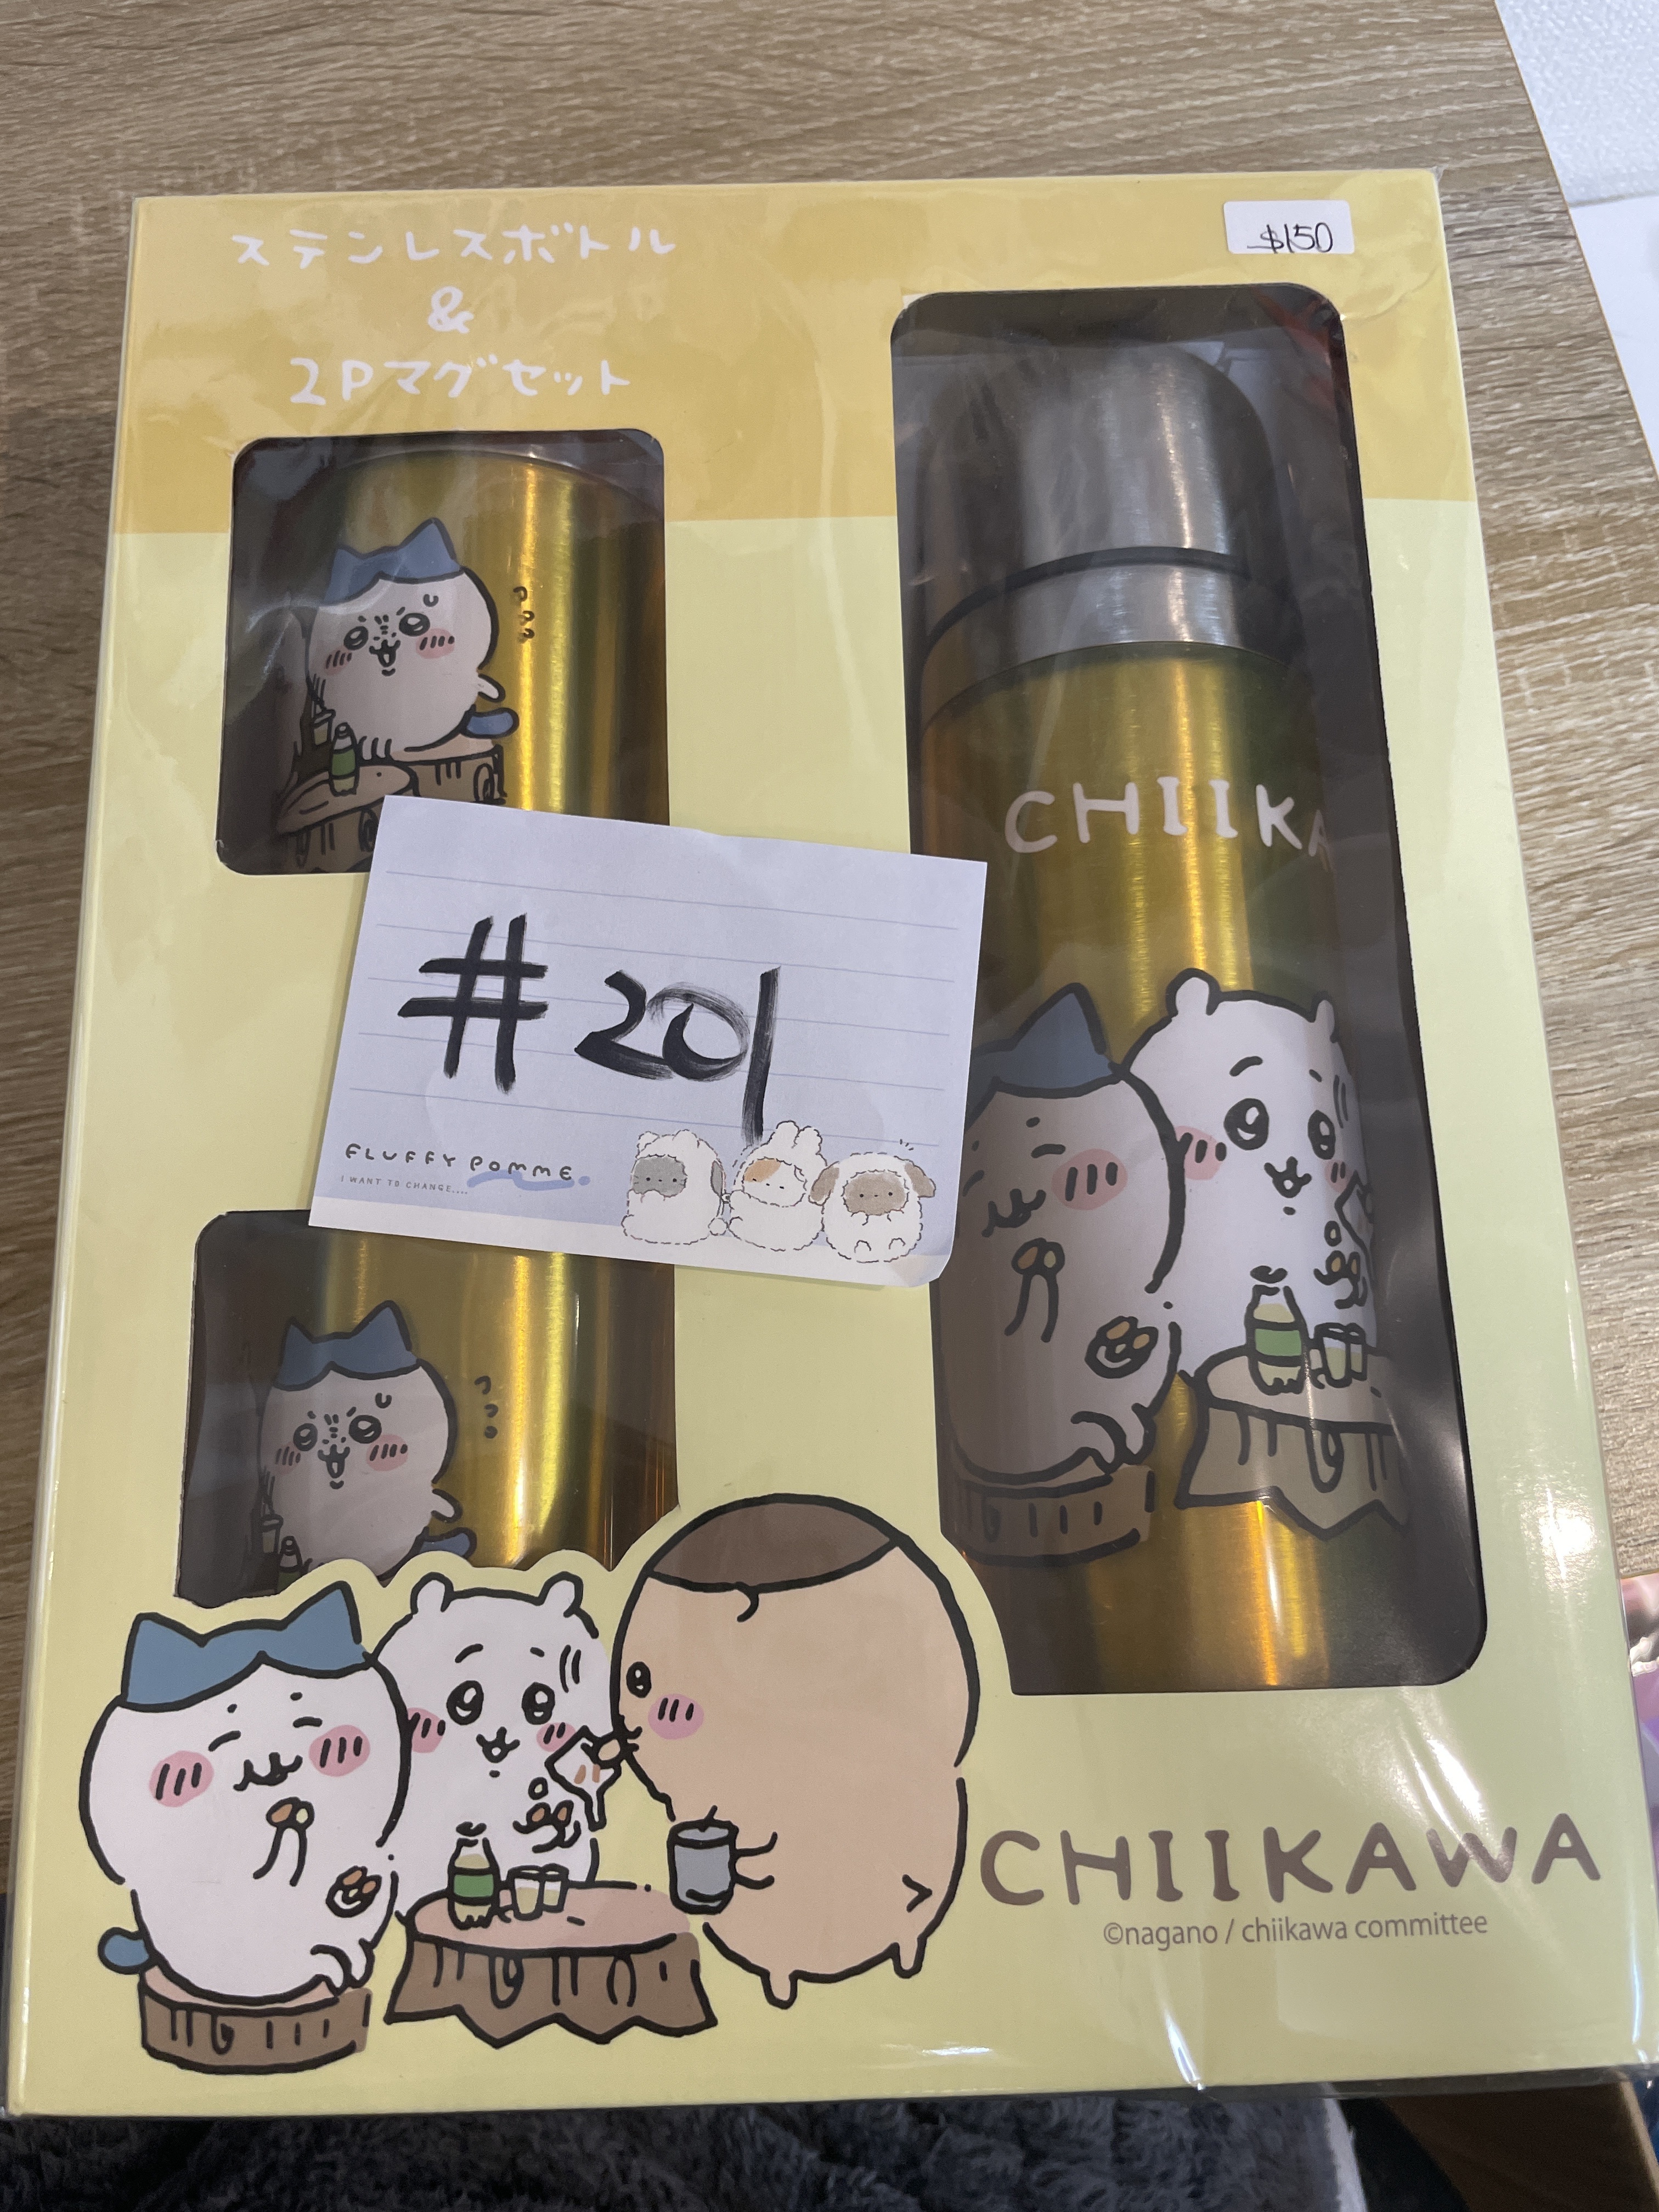 ステンレスボトル
&
2Pマグセット
$150
CHIIKA
#201
FLUFFY POMME.
I WANT TO CHANGE....
CHIIKAWA
©nagano / chiikawa committee